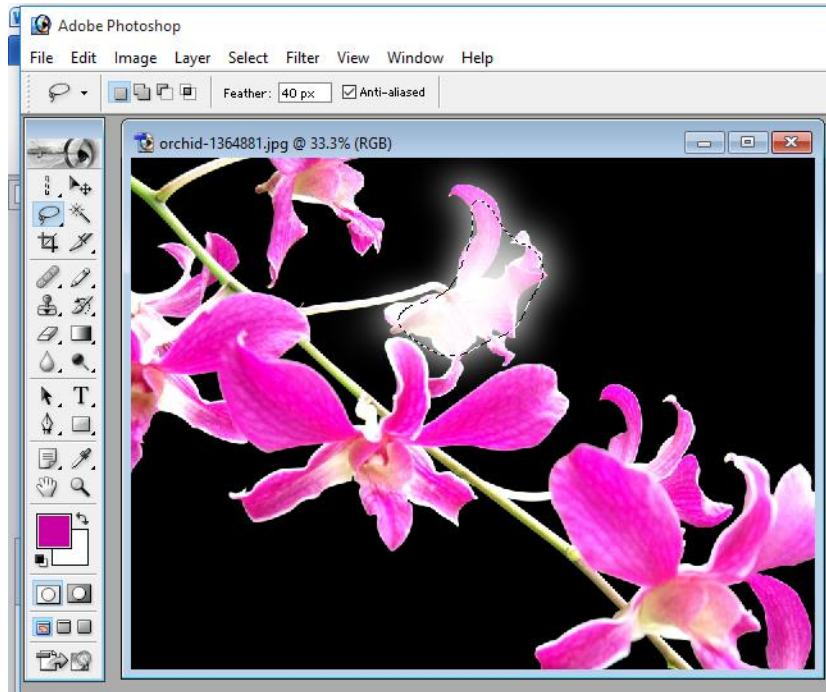 Adobe Photoshop
File Edit Image Layer Select Filter View Window Help
Feather: 40 px Anti-aliased
orchid-1364881.jpg @ 33.3% (RGB)
T